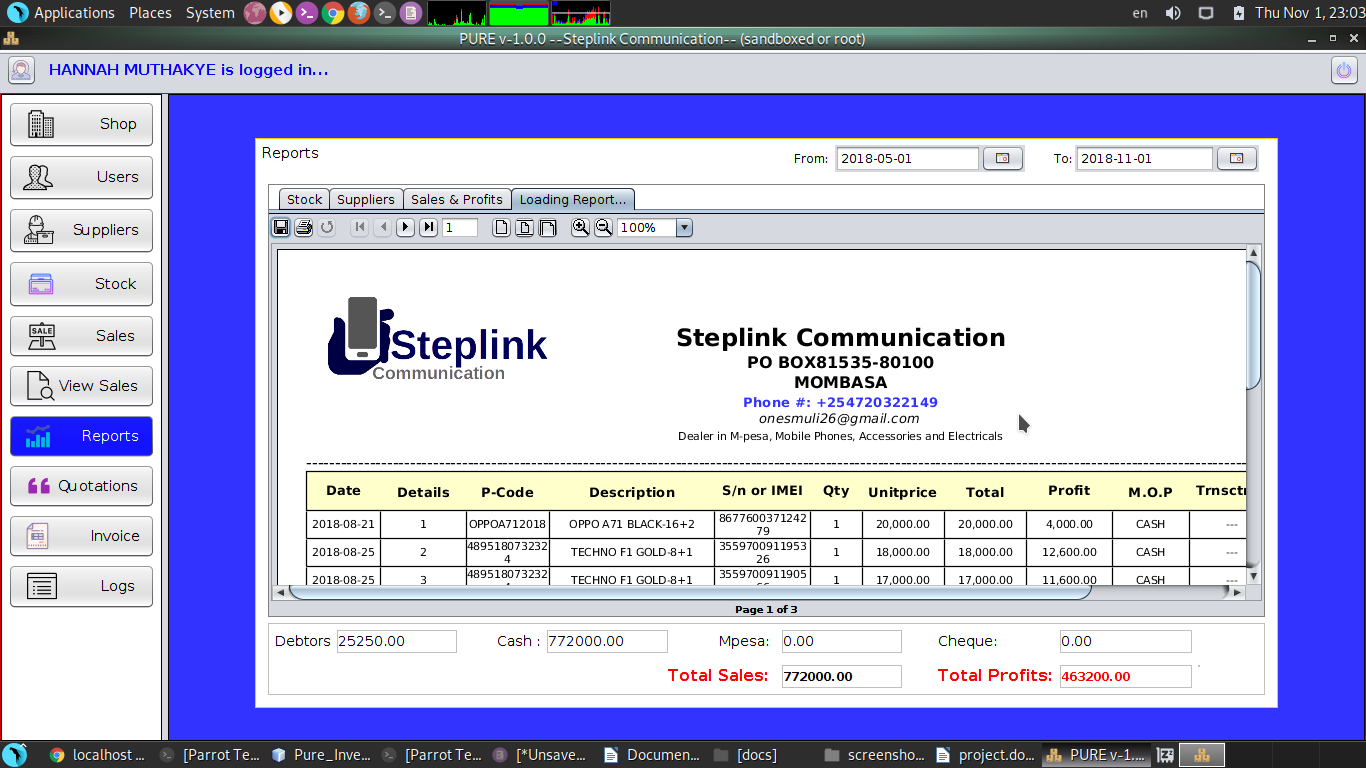 Applications Places System en Thu Nov 1, 23:03
PURE v-1.0.0 --Steplink Communication-- (sandboxed or root)
HANNAH MUTHAKYE is logged in...
Shop
Users
Suppliers
Stock
SALE
Sales
View Sales
Reports
Quotations
Invoice
Logs
Reports
From: 2018-05-01 To: 2018-11-01
Stock Suppliers Sales & Profits Loading Report...
1 100%
Steplink
Communication
Steplink Communication
PO BOX81535-80100
MOMBASA
Phone #: +254720322149
onesmuli26@gmail.com
Dealer in M-pesa, Mobile Phones, Accessories and Electricals
Date Details P-Code Description S/n or IMEI Qty Unitprice Total Profit M.O.P Trnsctn
2018-08-21 1 OPPOA712018 OPPO A71 BLACK-16+2 8677600371242
79 1 20,000.00 20,000.00 4,000.00 CASH ---
2018-08-25 2 489518073232
4 TECHNO F1 GOLD-8+1 3559700911953
26 1 18,000.00 18,000.00 12,600.00 CASH ---
2018-08-25 3 489518073232 TECHNO F1 GOLD-8+1 3559700911905 1 17,000.00 17,000.00 11,600.00 CASH ---
Page 1 of 3
Debtors 25250.00 Cash : 772000.00 Mpesa: 0.00 Cheque: 0.00
Total Sales: 772000.00 Total Profits: 463200.00
localhost ... [Parrot Te... Pure_Inve... [Parrot Te... [*Unsave... Documen... [docs] screensho... project.do... PURE v-1....